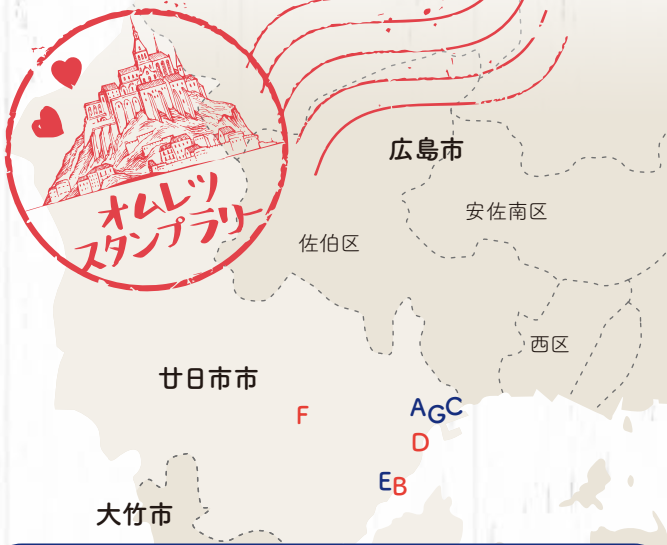 オムレツ
スタンプラリー
広島市
安佐南区
佐伯区
西区
廿日市市
F
AGC
D
EB
大竹市